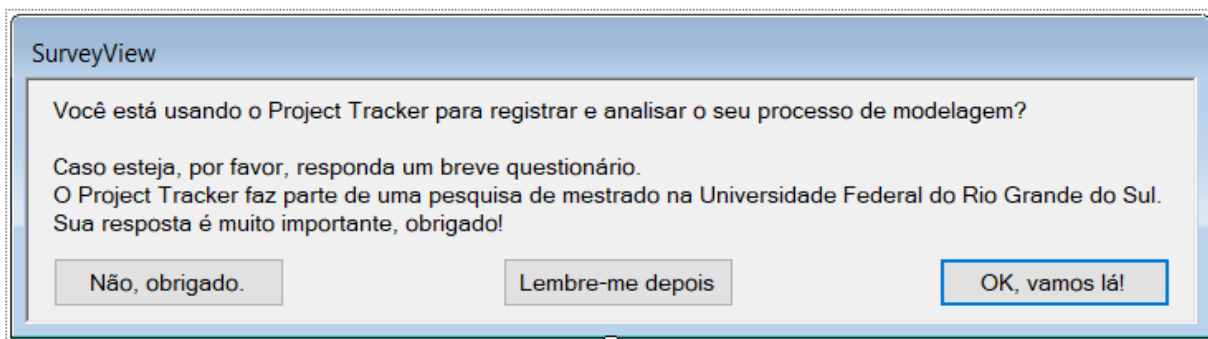 SurveyView
Você está usando o Project Tracker para registrar e analisar o seu processo de modelagem?
Caso esteja, por favor, responda um breve questionário.
O Project Tracker faz parte de uma pesquisa de mestrado na Universidade Federal do Rio Grande do Sul.
Sua resposta é muito importante, obrigado!
Não, obrigado.
Lembre-me depois
OK, vamos lá!